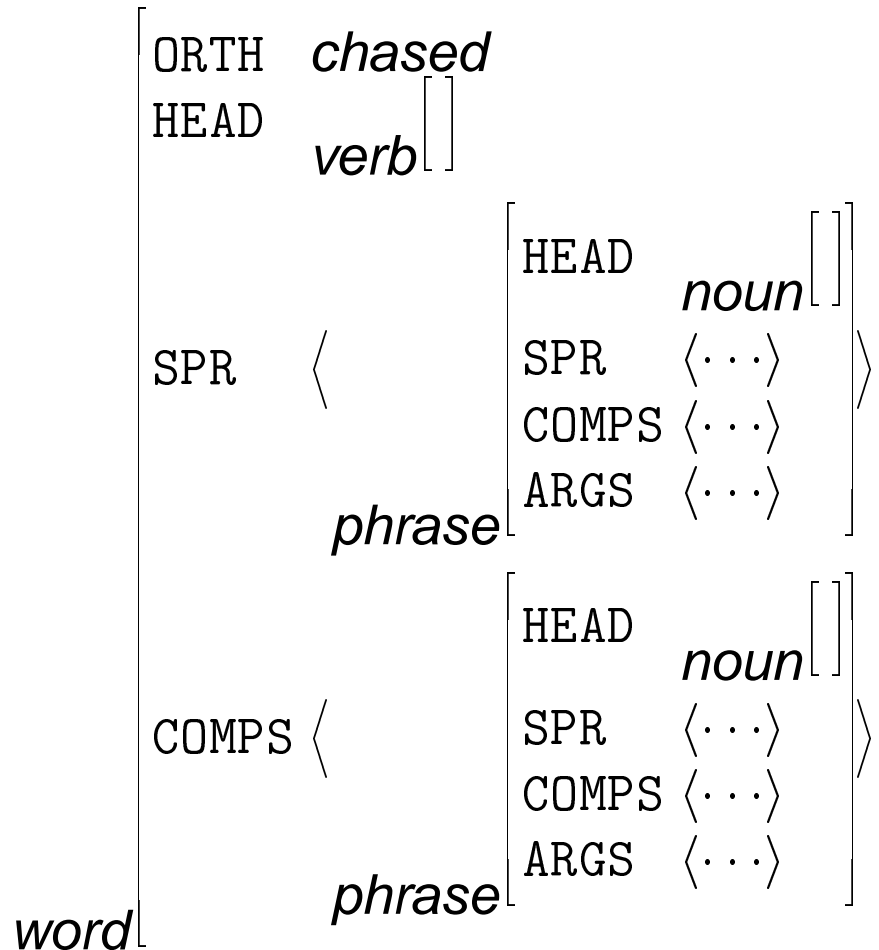 ORTH chased
HEAD verb[ ]
HEAD noun[ ]
SPR ⟨ SPR ⟨···⟩ ⟩
COMPS ⟨···⟩
ARGS ⟨···⟩
phrase
HEAD noun[ ]
COMPS ⟨ SPR ⟨···⟩ ⟩
COMPS ⟨···⟩
ARGS ⟨···⟩
phrase
word